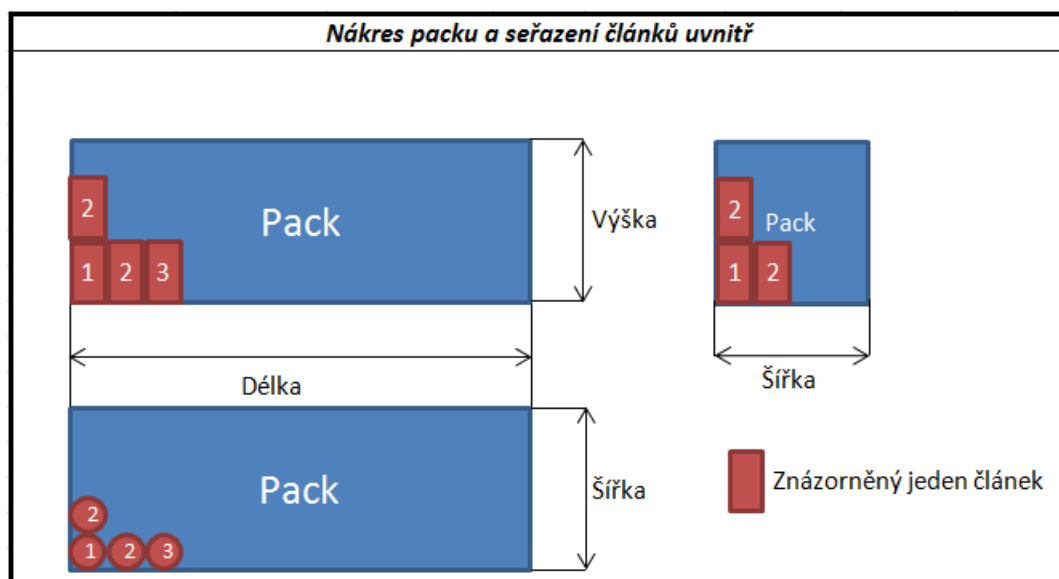 Nákres packu a seřazení článků uvnitř
2
1 2 3
Pack
Výška
2
Pack
1 2
Délka
Šířka
Pack
2
1 2 3
Šířka
Znázorněný jeden článek